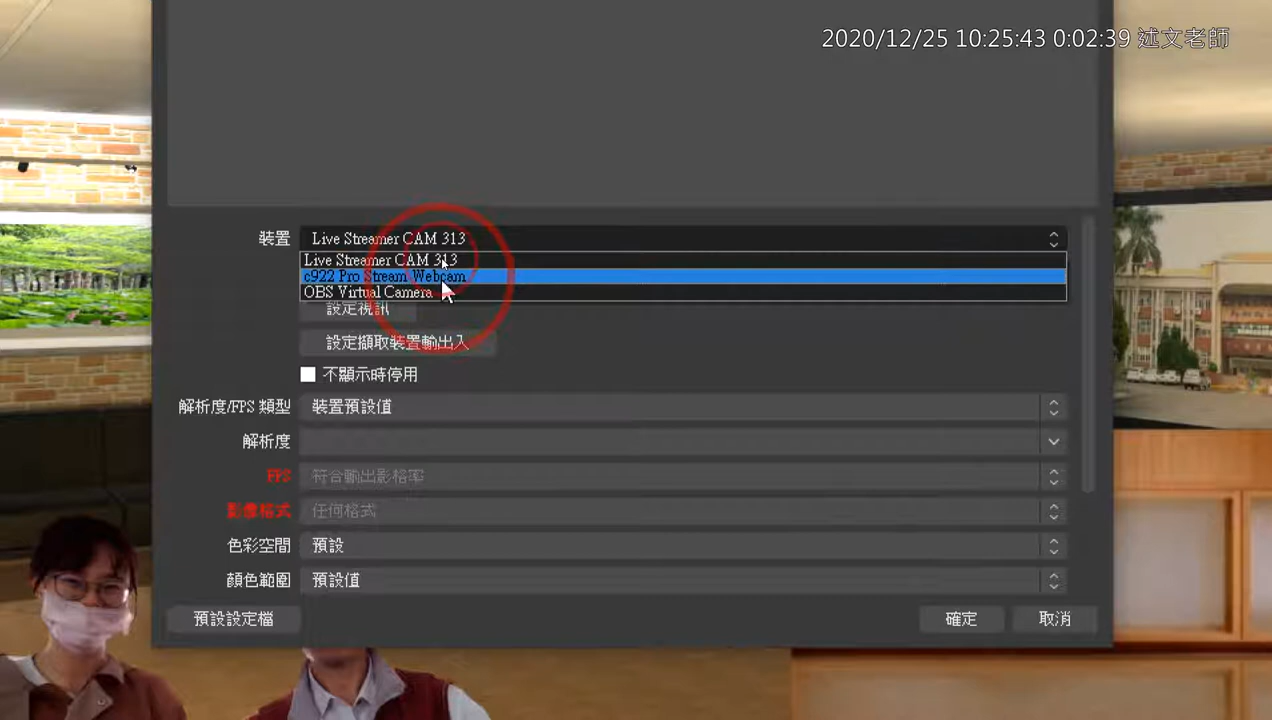 2020/12/25 10:25:43 0:02:39 述文老師
裝置
Live Streamer CAM 313
Live Streamer CAM 313
c922 Pro Stream Webcam
OBS Virtual Camera
設定視訊
設定擷取裝置輸出入
不顯示時停用
解析度/FPS 類型
裝置預設值
解析度
FPS
符合輸出影格率
影像格式
任何格式
色彩空間
預設
顏色範圍
預設值
預設設定檔
確定
取消